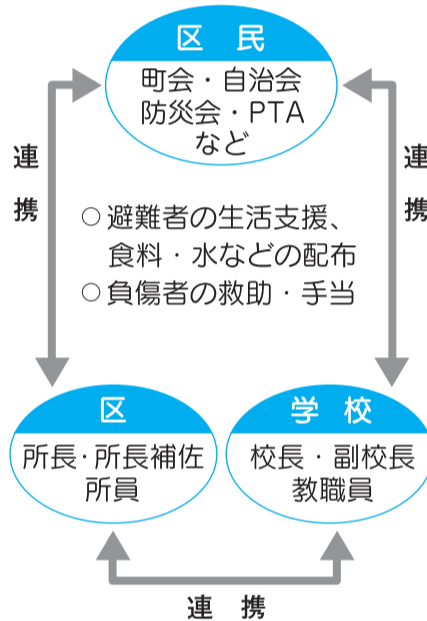 区 民
町会・自治会
防災会・PTA
など
連携
連携
○避難者の生活支援、
食料・水などの配布
○負傷者の救助・手当
区
所長・所長補佐
所員
学 校
校長・副校長
教職員
連 携